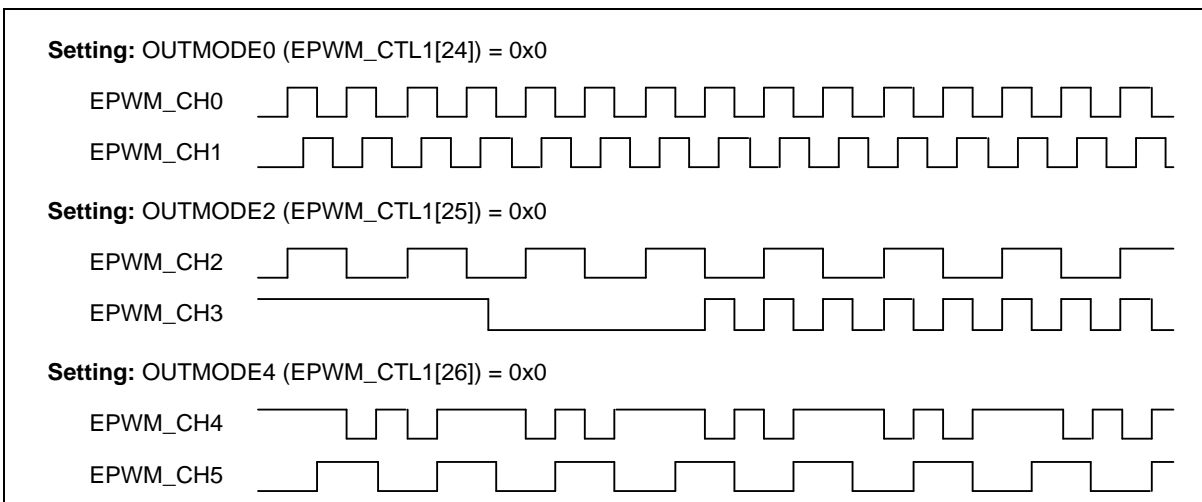 Setting: OUTMODE0 (EPWM_CTL1[24]) = 0x0
EPWM_CH0
EPWM_CH1
Setting: OUTMODE2 (EPWM_CTL1[25]) = 0x0
EPWM_CH2
EPWM_CH3
Setting: OUTMODE4 (EPWM_CTL1[26]) = 0x0
EPWM_CH4
EPWM_CH5